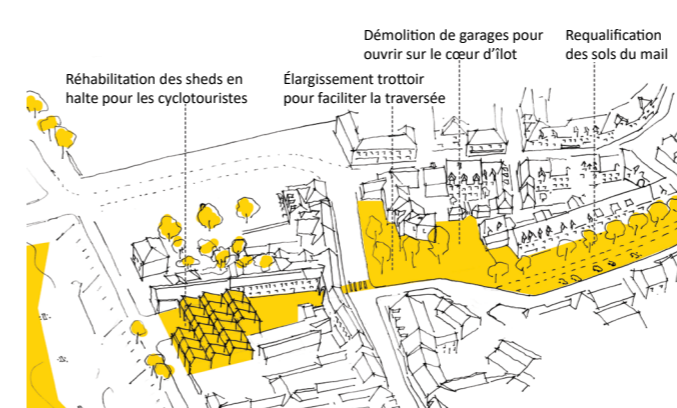 Démolition de garages pour
ouvrir sur le cœur d'îlot
Requalification
des sols du mail
Réhabilitation des sheds en
halte pour les cyclotouristes
Élargissement trottoir
pour faciliter la traversée